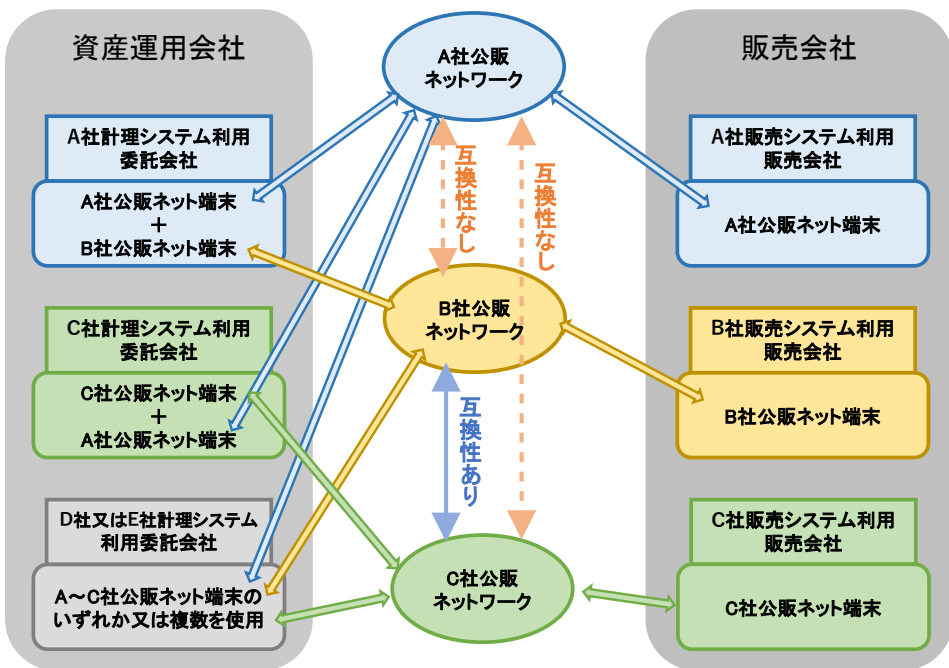 資産運用会社
A社計理システム利用
委託会社
A社公販ネット端末
＋
B社公販ネット端末
C社計理システム利用
委託会社
C社公販ネット端末
＋
A社公販ネット端末
D社又はE社計理システム
利用委託会社
A～C社公販ネット端末の
いずれか又は複数を使用
A社公販
ネットワーク
互換性なし
互換性なし
B社公販
ネットワーク
互換性あり
C社公販
ネットワーク
販売会社
A社販売システム利用
販売会社
A社公販ネット端末
B社販売システム利用
販売会社
B社公販ネット端末
C社販売システム利用
販売会社
C社公販ネット端末